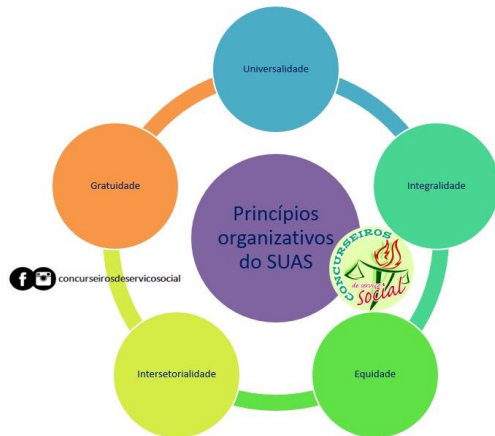 Universalidade
Gratuidade
Integralidade
Princípios
organizativos
do SUAS
CONCURSEIROS
de serviço
social
concurseirosdeservicosocial
Intersetorialidade
Equidade